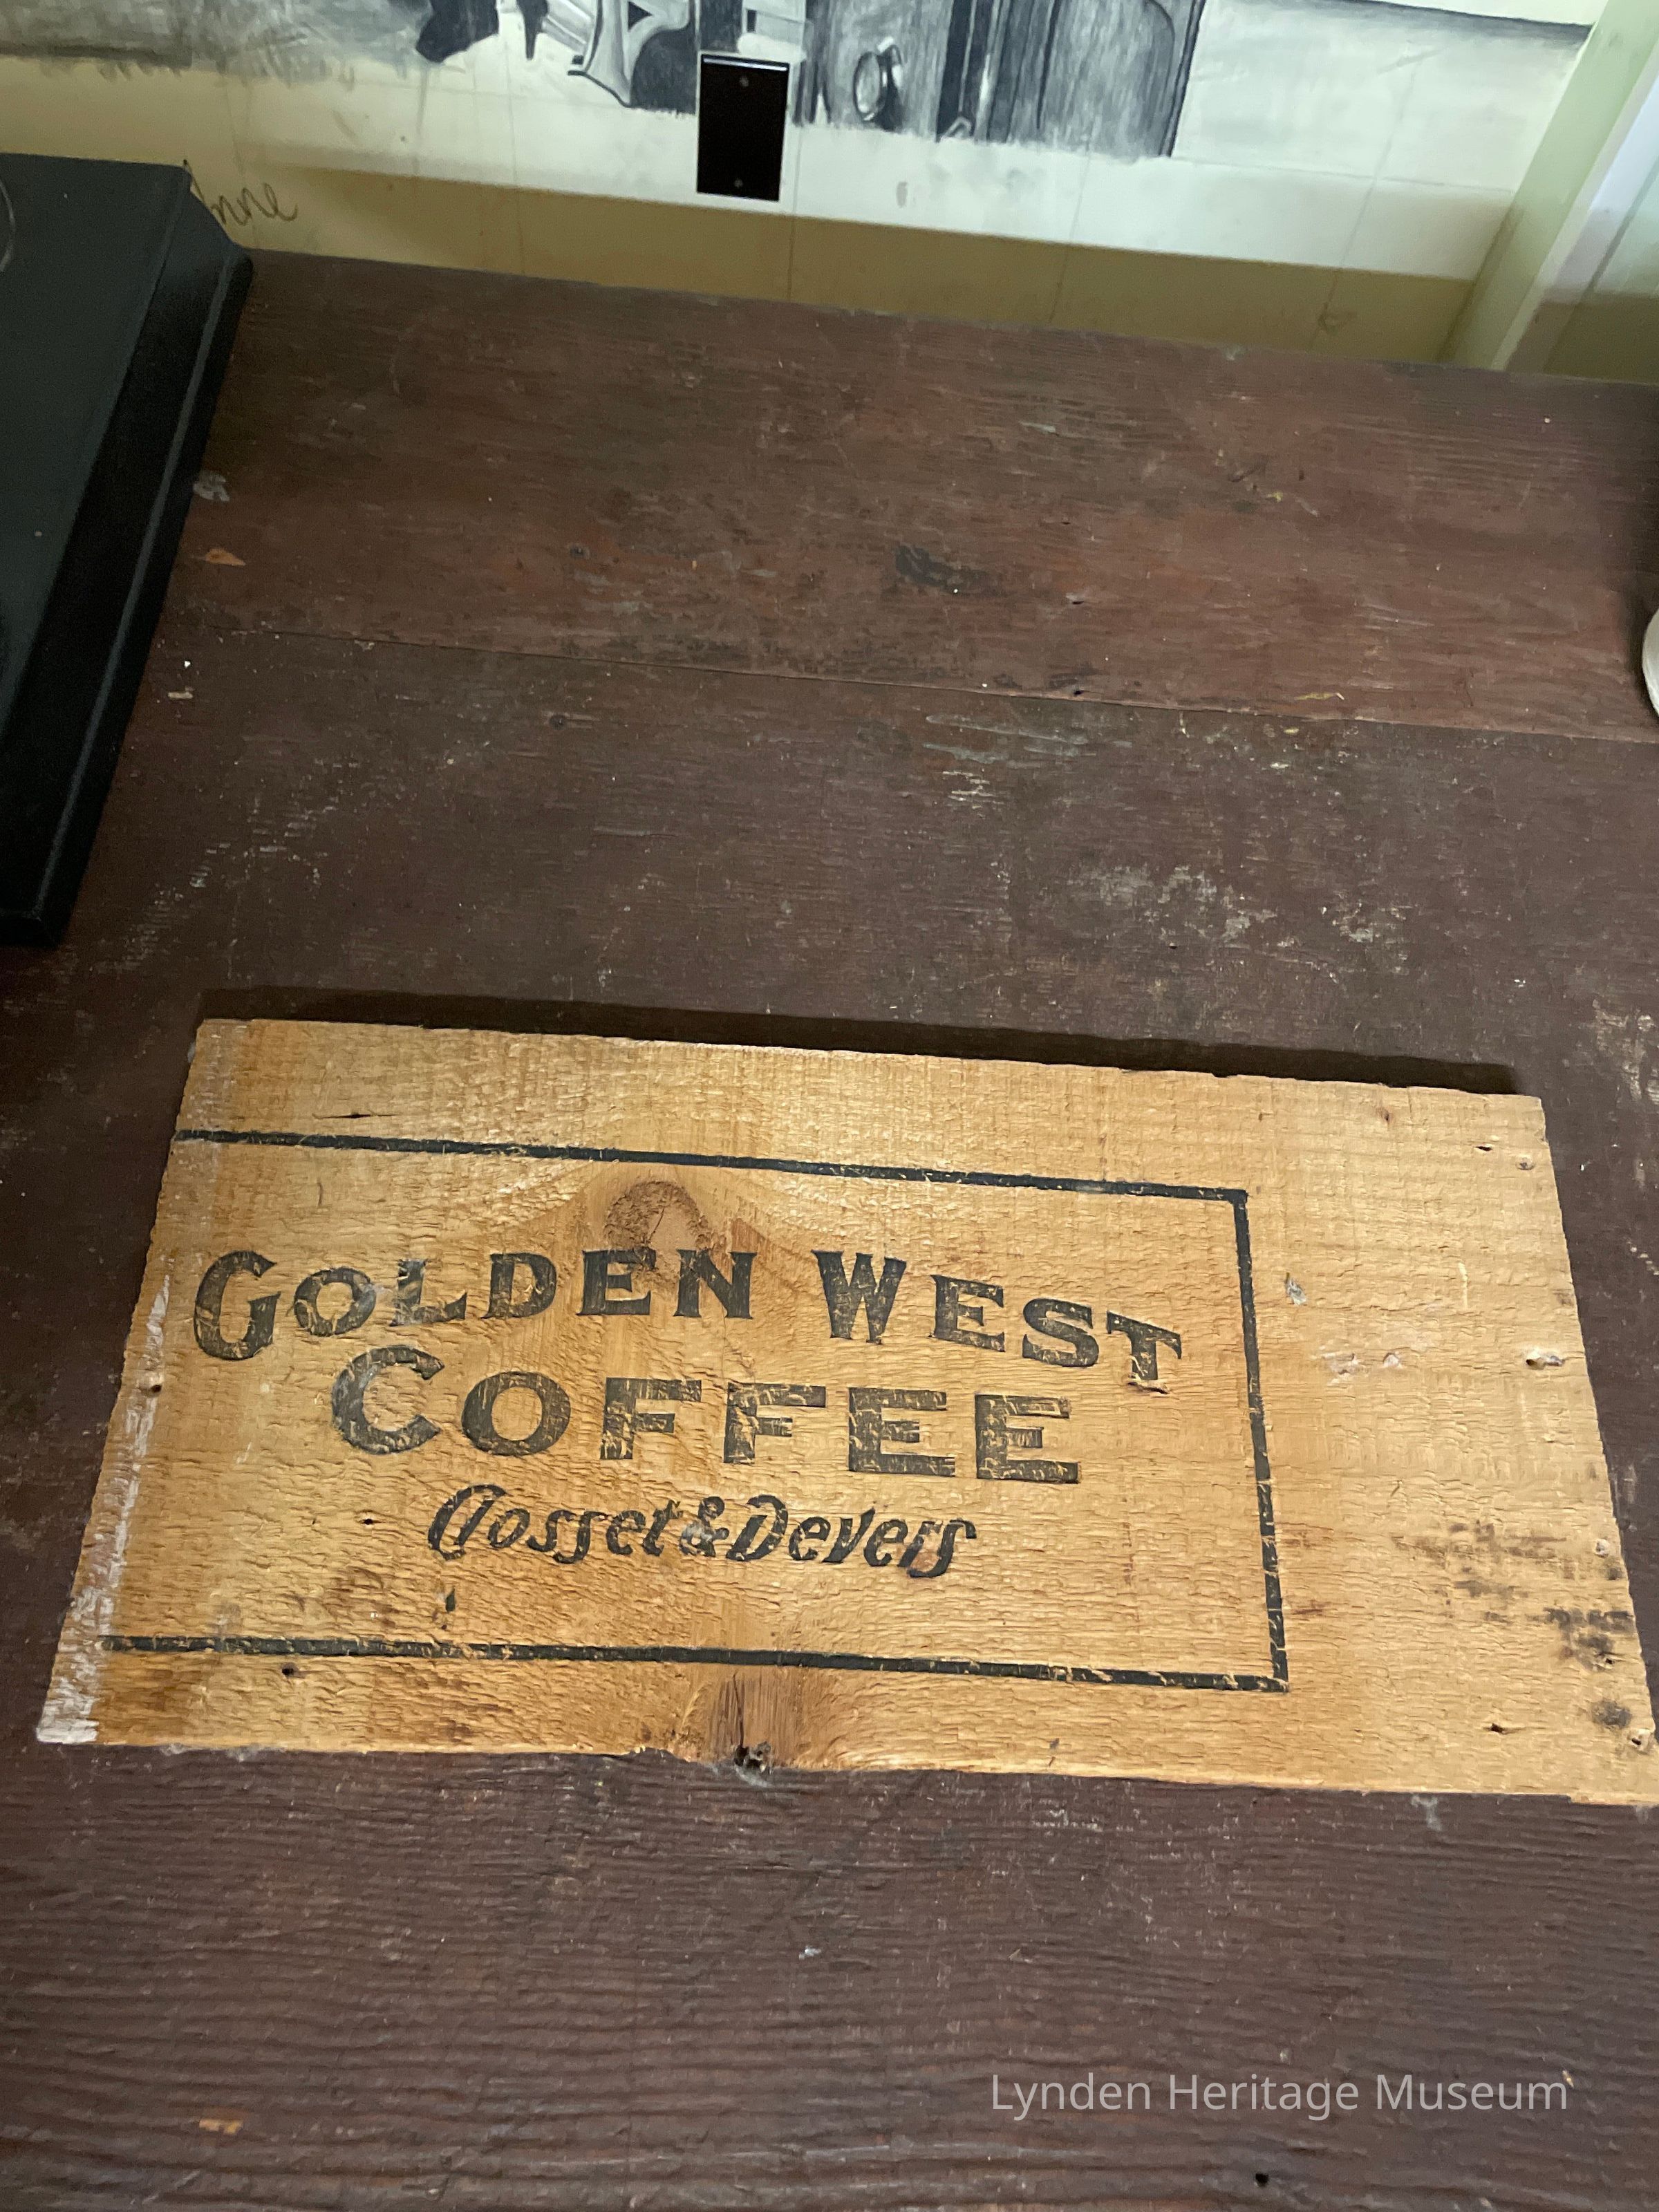 GOLDEN WEST
COFFEE
Closset & Devers
Lynden Heritage Museum